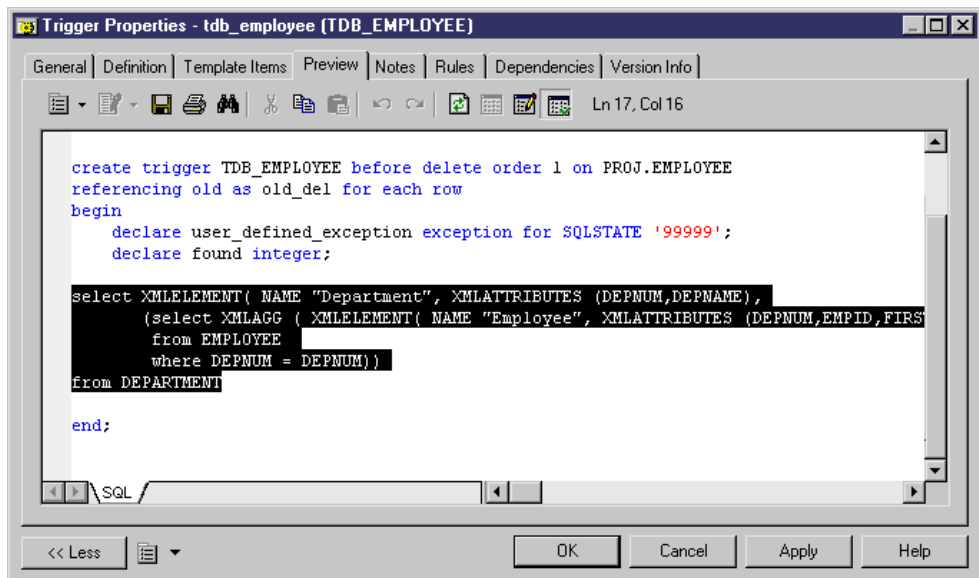 Trigger Properties - tdb_employee (TDB_EMPLOYEE)
General Definition Template Items Preview Notes Rules Dependencies Version Info
Ln 17, Col 16
create trigger TDB_EMPLOYEE before delete order 1 on PROJ.EMPLOYEE
referencing old as old_del for each row
begin
declare user_defined_exception exception for SQLSTATE '99999';
declare found integer;
select XMLELEMENT( NAME "Department", XMLATTRIBUTES (DEPNUM,DEPNAME),
(select XMLAGG ( XMLELEMENT( NAME "Employee", XMLATTRIBUTES (DEPNUM,EMPID,FIRS
from EMPLOYEE
where DEPNUM = DEPNUM))
from DEPARTMENT
end;
SQL
<< Less OK Cancel Apply Help